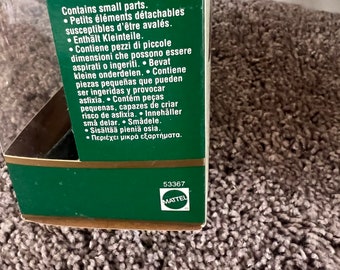 Contains small parts.
• Petits éléments détachables
susceptibles d'être avalés.
• Enthält Kleinteile. •
• Contiene pezzi di piccole
dimensioni che possono essere
aspirati o ingeriti. • Bevat
kleine onderdelen. • Contiene
piezas pequeñas que pueden
ser ingeridas y provocar
asfixia. • Contém peças
pequenas, capazes de criar
risco de asfixia. • Innehåller
små delar. • Smådele.
• Sisältää pieniä osia.
• Περιέχει μικρά εξαρτήματα.
53367
MATTEL